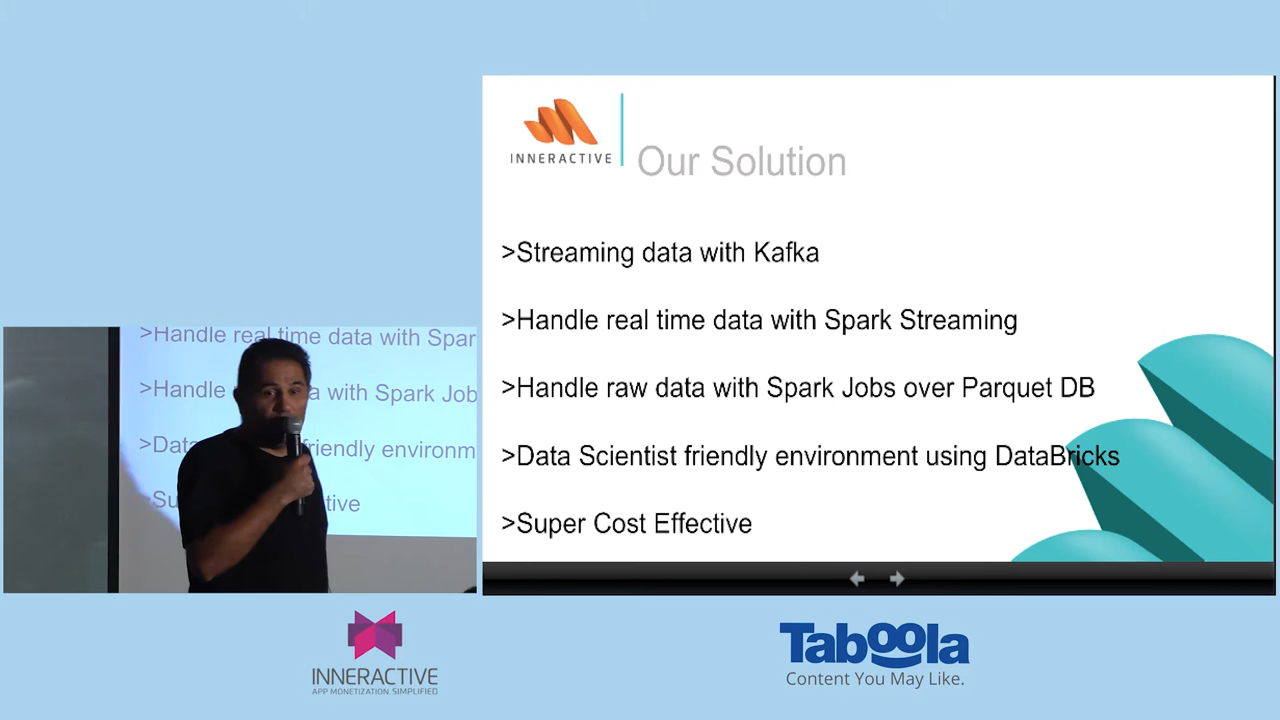 INNERACTIVE
Our Solution
>Streaming data with Kafka
>Handle real time data with Spark Streaming
>Handle raw data with Spark Jobs over Parquet DB
>Data Scientist friendly environment using DataBricks
>Super Cost Effective
>Handle real time data with Spar
>Handle a with Spark Job
>Data friendly environm
>Su tive
INNERACTIVE
APP MONETIZATION. SIMPLIFIED
Taboola
Content You May Like.